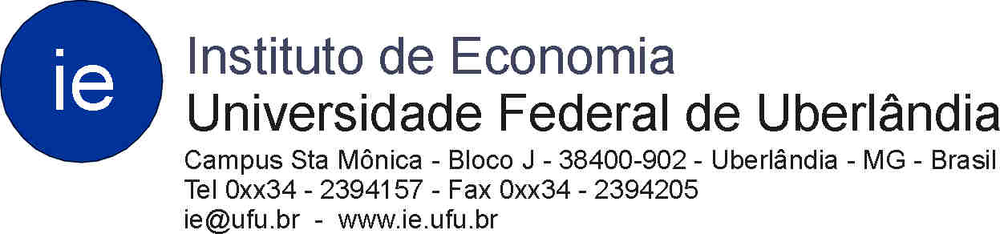 ie
Instituto de Economia
Universidade Federal de Uberlândia
Campus Sta Mônica - Bloco J - 38400-902 - Uberlândia - MG - Brasil
Tel 0xx34 - 2394157 - Fax 0xx34 - 2394205
ie@ufu.br - www.ie.ufu.br